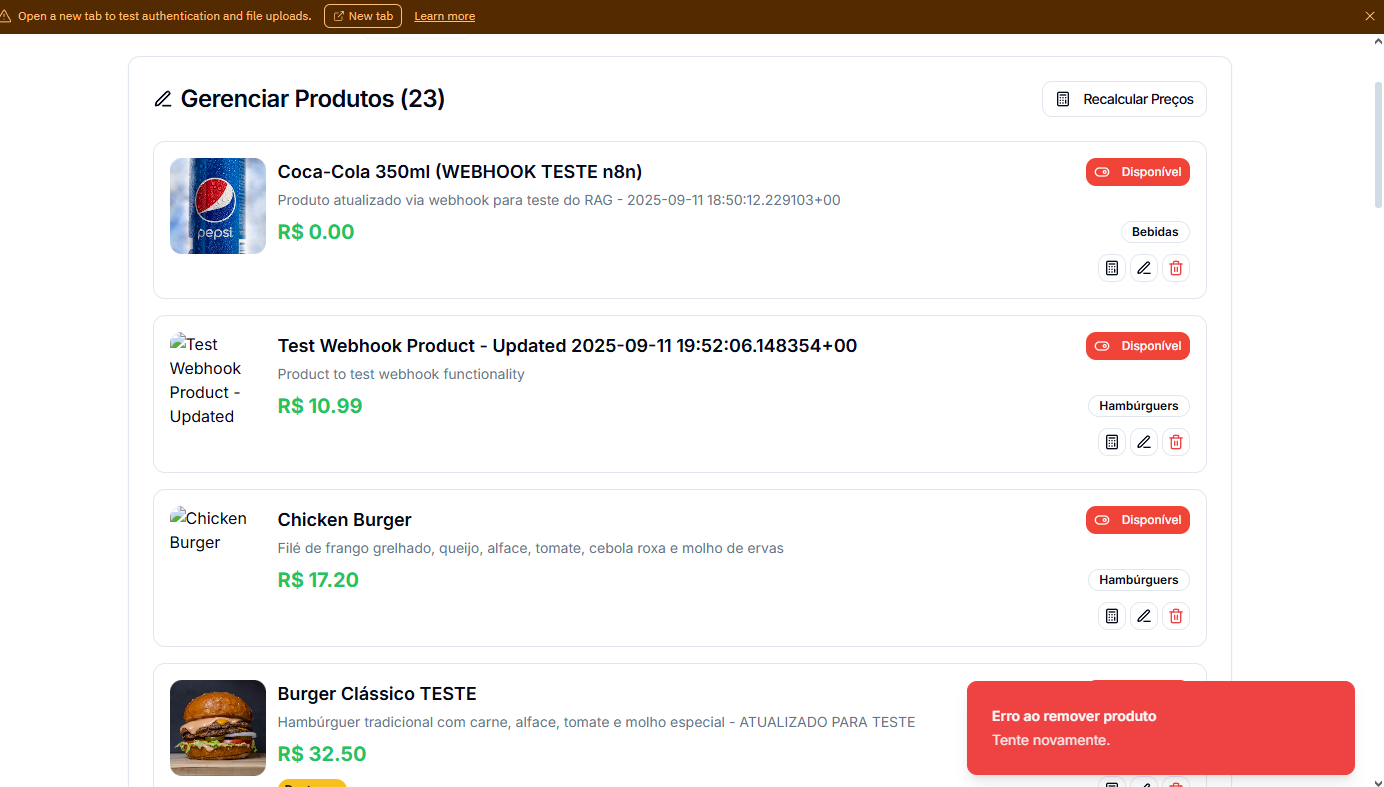 Open a new tab to test authentication and file uploads. New tab Learn more
Gerenciar Produtos (23)
Recalcular Preços
pepsi
Coca-Cola 350ml (WEBHOOK TESTE n8n)
Disponível
Produto atualizado via webhook para teste do RAG - 2025-09-11 18:50:12.229103+00
R$ 0.00
Bebidas
Test
Webhook
Product -
Updated
Test Webhook Product - Updated 2025-09-11 19:52:06.148354+00
Disponível
Product to test webhook functionality
R$ 10.99
Hambúrguers
Chicken
Burger
Chicken Burger
Disponível
Filé de frango grelhado, queijo, alface, tomate, cebola roxa e molho de ervas
R$ 17.20
Hambúrguers
Burger Clássico TESTE
Hambúrguer tradicional com carne, alface, tomate e molho especial - ATUALIZADO PARA TESTE
R$ 32.50
Erro ao remover produto
Tente novamente.